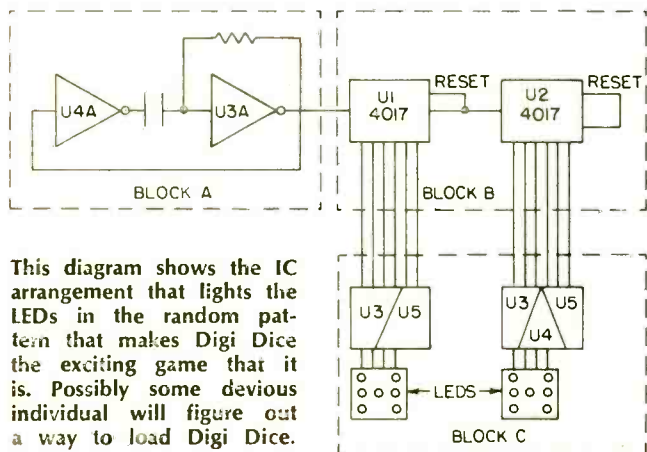 U4A
U3A
BLOCK A
U1
4017
RESET
U2
4017
RESET
BLOCK B
U3
U5
U3
U4
U5
LEDS
BLOCK C
This diagram shows the IC
arrangement that lights the
LEDs in the random pat-
tern that makes Digi Dice
the exciting game that it
is. Possibly some devious
individual will figure out
a way to load Digi Dice.